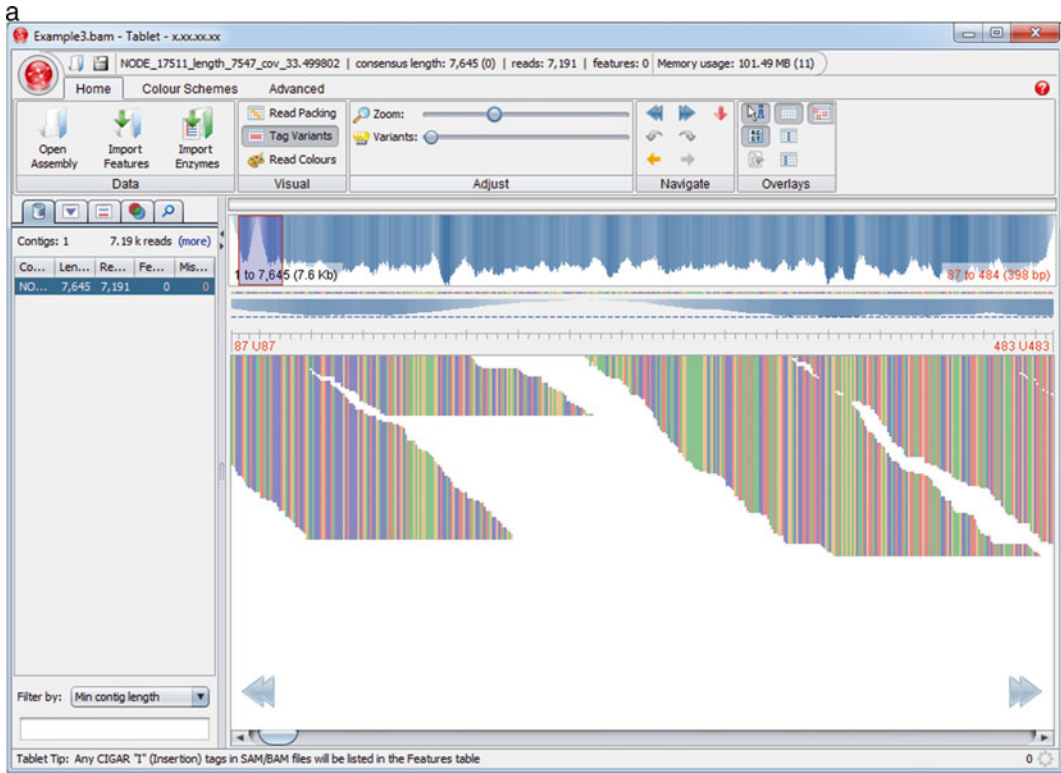 a
Example3.bam - Tablet - x.xx.xx.xx
NODE_17511_length_7547_cov_33.499802 | consensus length: 7,645 (0) | reads: 7,191 | features: 0 | Memory usage: 101.49 MB (11)
Home Colour Schemes Advanced
Open Assembly
Import Features
Import Enzymes
Data
Read Packing
Tag Variants
Read Colours
Visual
Zoom:
Variants:
Adjust
Navigate
Overlays
Contigs: 1 7.19 k reads (more)
Co... Len... Re... Fe... Mis...
NO... 7,645 7,191 0 0
Filter by: Min contig length
1 to 7,645 (7.6 Kb) 87 to 484 (398 bp)
87 U87 483 U483
Tablet Tip: Any CIGAR "I" (Insertion) tags in SAM/BAM files will be listed in the Features table 0